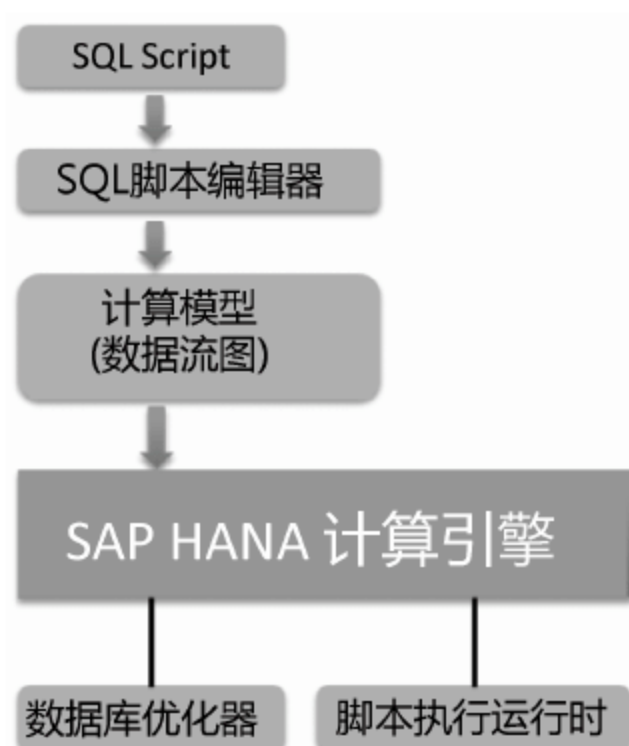 SQL Script
SQL脚本编辑器
计算模型
(数据流图)
SAP HANA 计算引擎
数据库优化器
脚本执行运行时